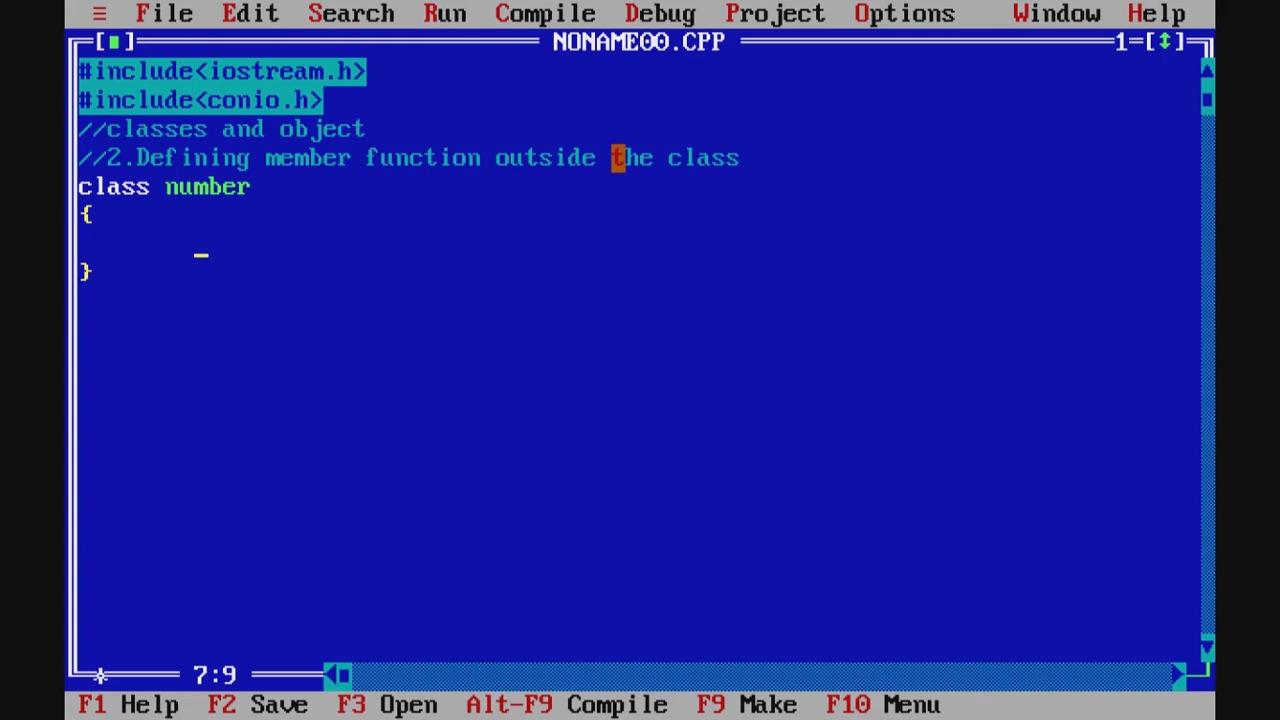 ≡ File Edit Search Run Compile Debug Project Options Window Help
[■] NONAME00.CPP 1=[↕]
#include<iostream.h>
#include<conio.h>
//classes and object
//2.Defining member function outside the class
class number
{
}
7:9
F1 Help F2 Save F3 Open Alt-F9 Compile F9 Make F10 Menu